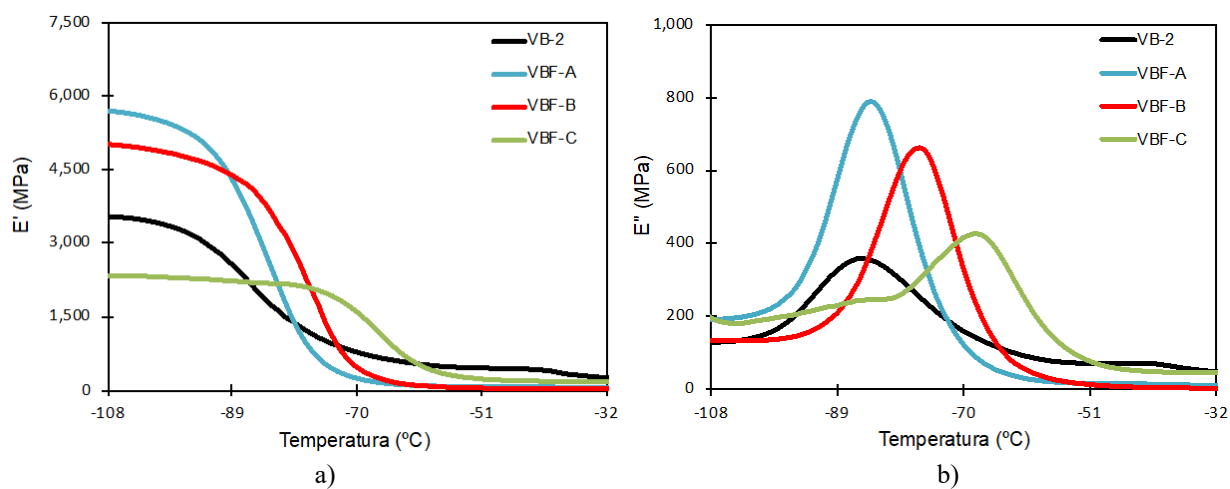 7,500
6,000
4,500
3,000
1,500
0
E' (MPa)
VB-2
VBF-A
VBF-B
VBF-C
-108
-89
-70
-51
-32
Temperatura (ºC)
a)
1,000
800
600
400
200
0
E'' (MPa)
VB-2
VBF-A
VBF-B
VBF-C
-108
-89
-70
-51
-32
Temperatura (ºC)
b)